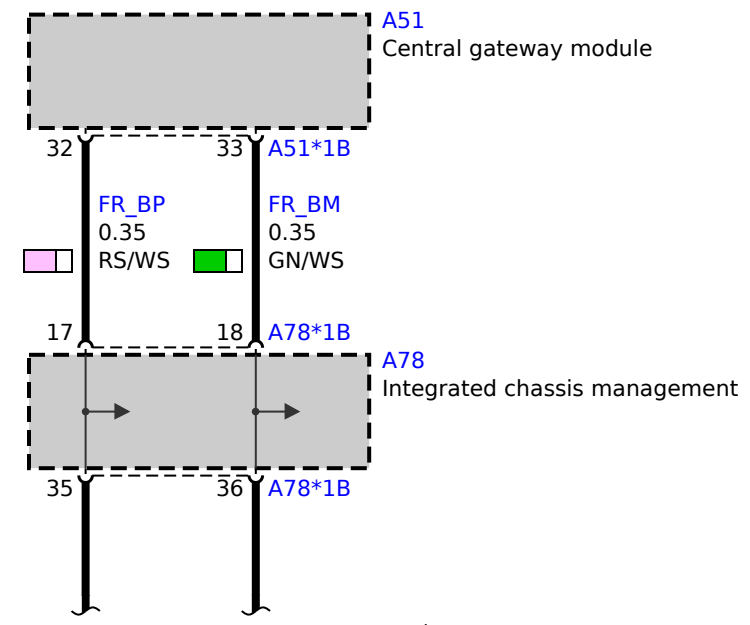 A51
Central gateway module
32
33
A51*1B
FR_BP
FR_BM
0.35
0.35
RS/WS
GN/WS
17
18
A78*1B
A78
Integrated chassis management
35
36
A78*1B